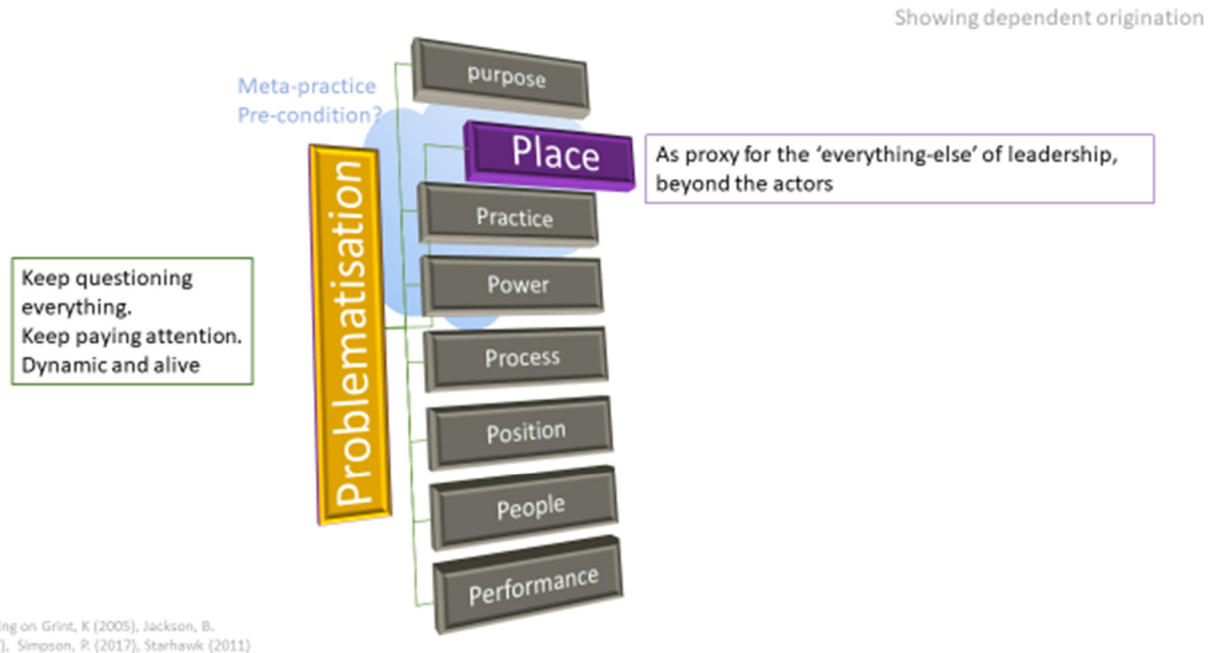 Showing dependent origination
Meta-practice
Pre-condition?
purpose
Place
As proxy for the ‘everything-else’ of leadership,
beyond the actors
Problematisation
Practice
Power
Keep questioning
everything.
Keep paying attention.
Dynamic and alive
Process
Position
People
Performance
ing on Grint, K (2005), Jackson, B.
), Simpson, P. (2017), Starhawk (2011)